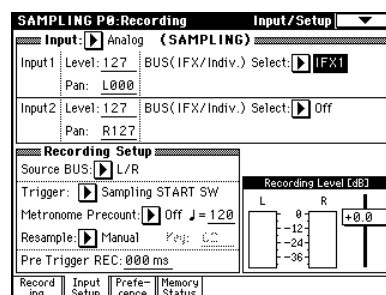 SAMPLING P0:Recording Input/Setup
Input: Analog (SAMPLING)
Input1 Level: 127 BUS(IFX/Indiv.) Select: IFX1
Pan: L000
Input2 Level: 127 BUS(IFX/Indiv.) Select: Off
Pan: R127
Recording Setup
Source BUS: L/R
Trigger: Sampling START SW
Metronome Precount: Off ♩=120
Resample: Manual Key:
Pre Trigger REC: 000 ms
Recording Level [dB]
L R
0 +0.0
-12
-24
-36
Record Input Prefe- Memory
ing Setup rence Status